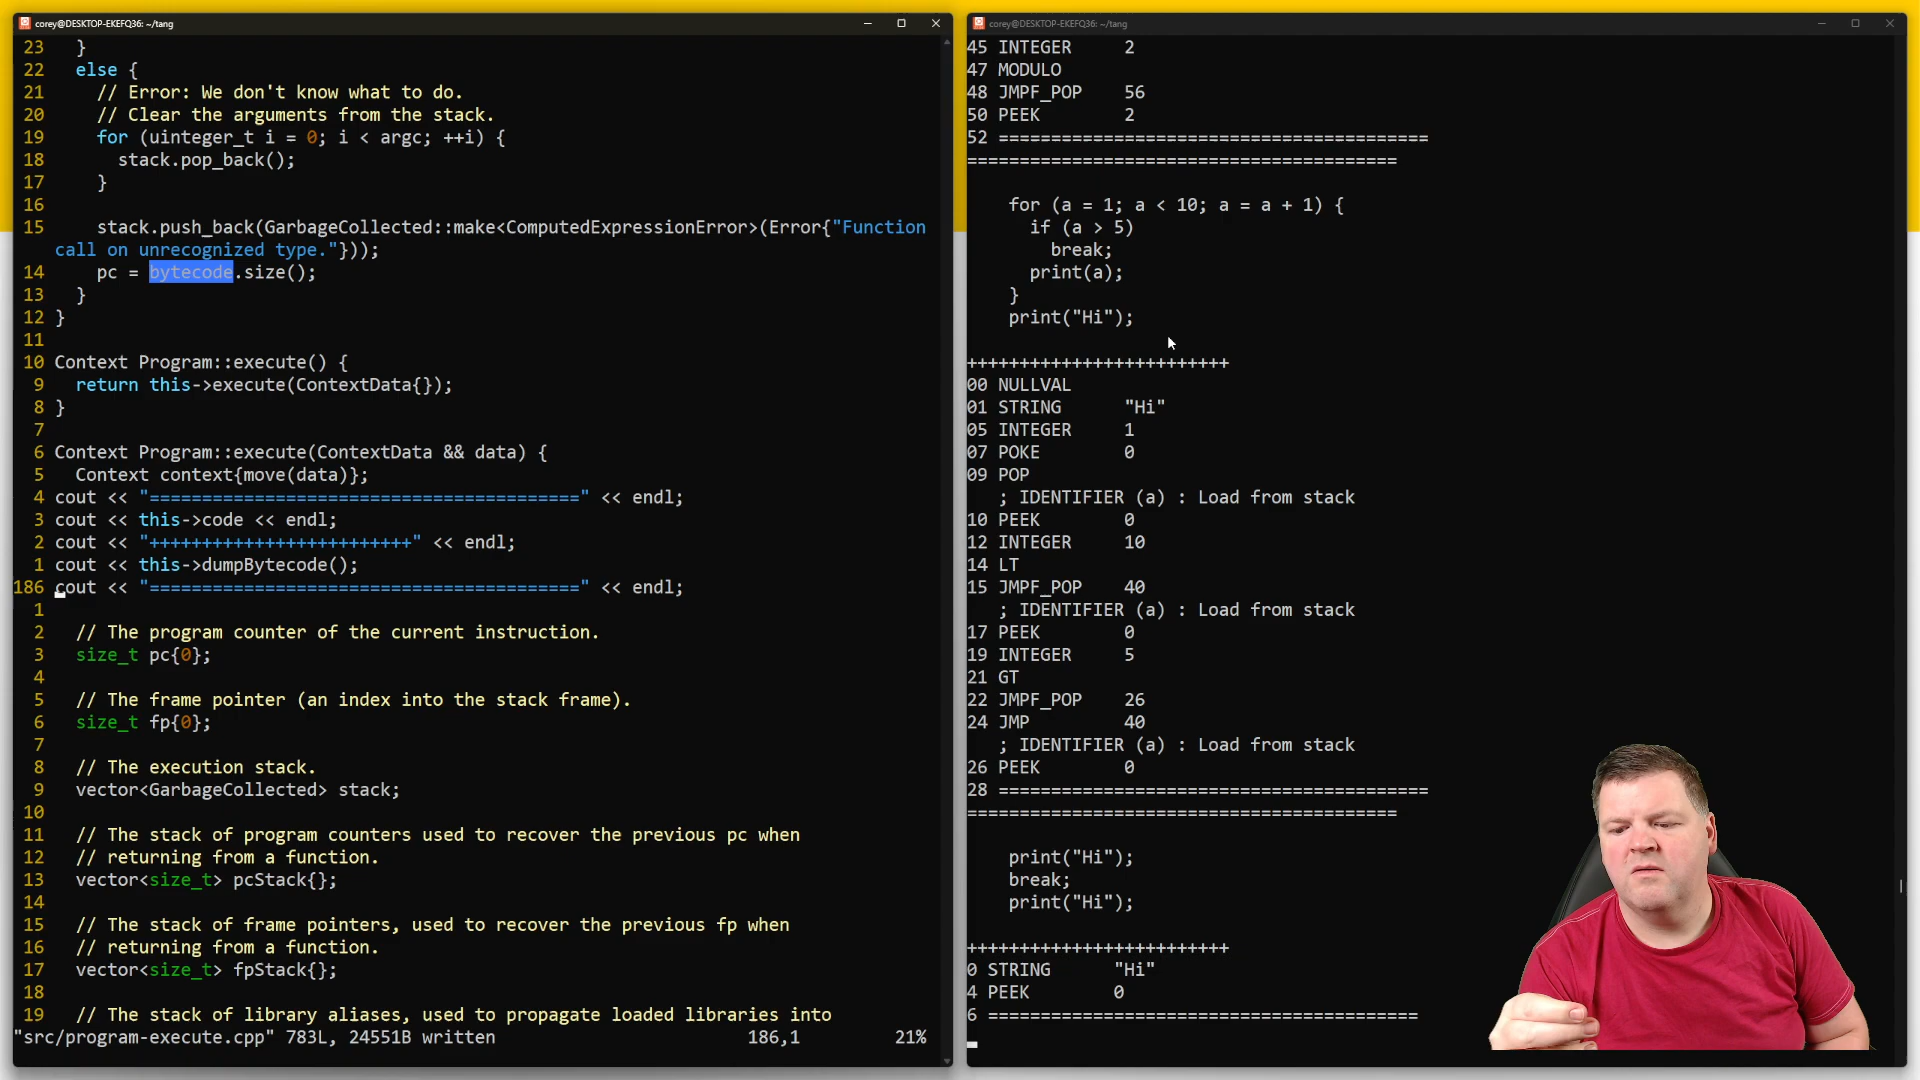 corey@DESKTOP-EKEFQ36: ~/tang
23   }
22   else {
21     // Error: We don't know what to do.
20     // Clear the arguments from the stack.
19     for (uinteger_t i = 0; i < argc; ++i) {
18       stack.pop_back();
17     }
16
15     stack.push_back(GarbageCollected::make<ComputedExpressionError>(Error{"Function
call on unrecognized type."}));
14     pc = bytecode.size();
13   }
12 }
11
10 Context Program::execute() {
9   return this->execute(ContextData{});
8 }
7
6 Context Program::execute(ContextData && data) {
5   Context context{move(data)};
4 cout << "=========================================" << endl;
3 cout << this->code << endl;
2 cout << "+++++++++++++++++++++++++" << endl;
1 cout << this->dumpBytecode();
186 cout << "=========================================" << endl;
1
2   // The program counter of the current instruction.
3   size_t pc{0};
4
5   // The frame pointer (an index into the stack frame).
6   size_t fp{0};
7
8   // The execution stack.
9   vector<GarbageCollected> stack;
10
11   // The stack of program counters used to recover the previous pc when
12   // returning from a function.
13   vector<size_t> pcStack{};
14
15   // The stack of frame pointers, used to recover the previous fp when
16   // returning from a function.
17   vector<size_t> fpStack{};
18
19   // The stack of library aliases, used to propagate loaded libraries into
"src/program-execute.cpp" 783L, 24551B written 186,1 21%
corey@DESKTOP-EKEFQ36: ~/tang
45 INTEGER     2
47 MODULO
48 JMPF_POP    56
50 PEEK        2
52 =========================================
=========================================

    for (a = 1; a < 10; a = a + 1) {
      if (a > 5)
        break;
      print(a);
    }
    print("Hi");

+++++++++++++++++++++++++
00 NULLVAL
01 STRING      "Hi"
05 INTEGER     1
07 POKE        0
09 POP
   ; IDENTIFIER (a) : Load from stack
10 PEEK        0
12 INTEGER     10
14 LT
15 JMPF_POP    40
   ; IDENTIFIER (a) : Load from stack
17 PEEK        0
19 INTEGER     5
21 GT
22 JMPF_POP    26
24 JMP         40
   ; IDENTIFIER (a) : Load from stack
26 PEEK        0
28 =========================================
=========================================

    print("Hi");
    break;
    print("Hi");

+++++++++++++++++++++++++
0 STRING      "Hi"
4 PEEK        0
6 =========================================